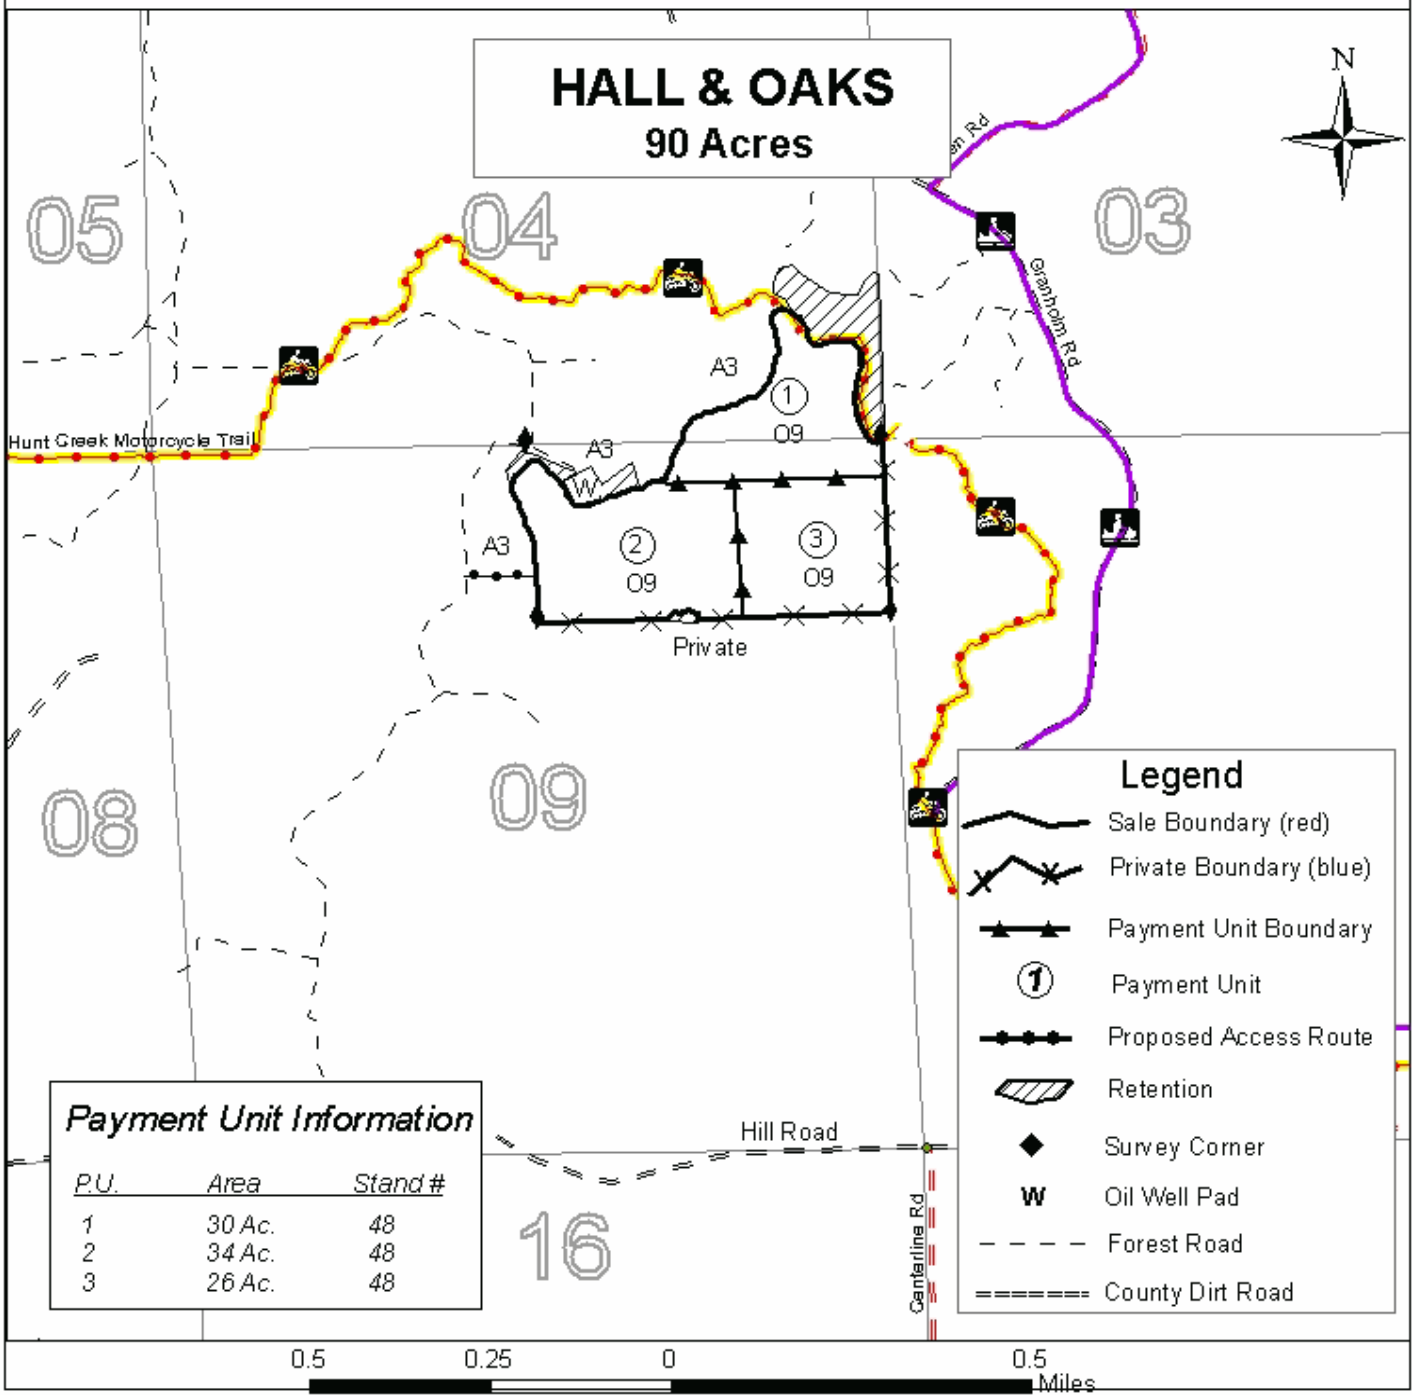 HALL & OAKS
90 Acres
N
en Rd
05
04
03
Granholm Rd
A3
1
09
Hunt Creek Motorcycle Trail
A3
W
A3
2
09
3
09
Private
08
09
Legend
Sale Boundary (red)
Private Boundary (blue)
Payment Unit Boundary
1 Payment Unit
Proposed Access Route
Retention
Survey Corner
W Oil Well Pad
Forest Road
County Dirt Road
Payment Unit Information
P.U. Area Stand #
1 30 Ac. 48
2 34 Ac. 48
3 26 Ac. 48
Hill Road
16
Centerline Rd
0.5 0.25 0 0.5
Miles